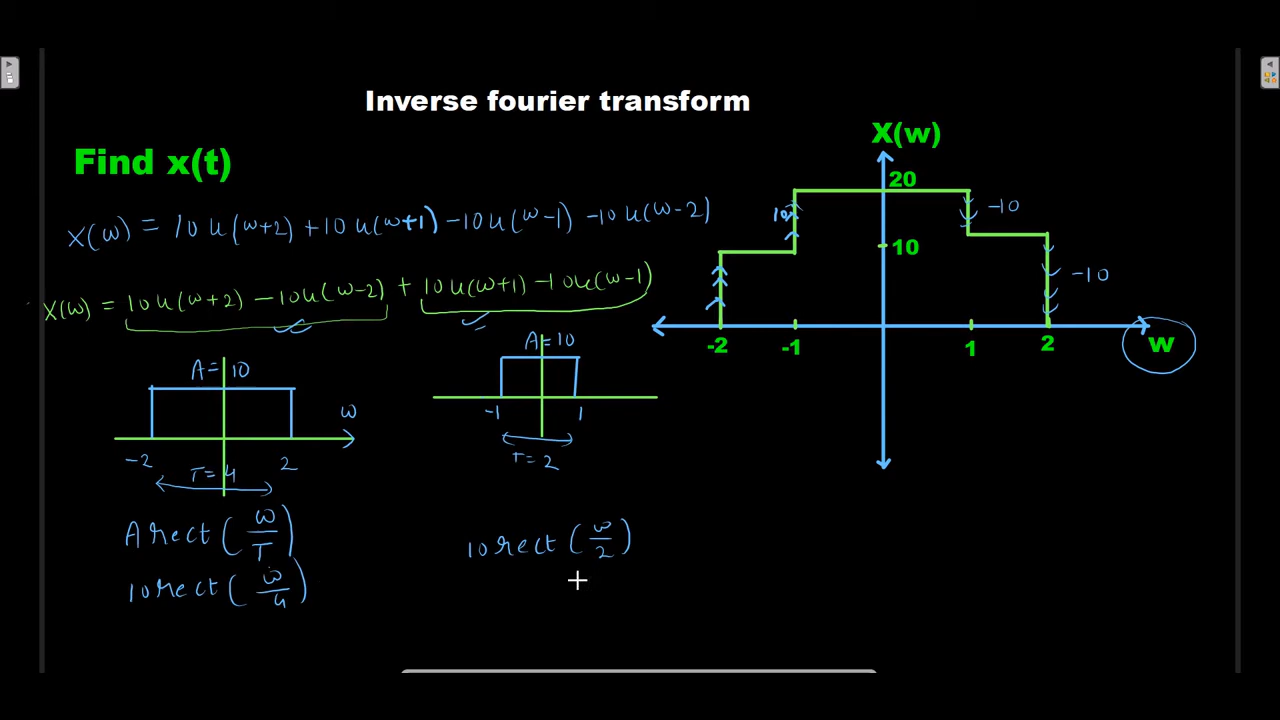 Inverse fourier transform
Find x(t)
X(ω) = 10 u(ω+2) + 10 u(ω+1) - 10 u(ω-1) - 10 u(ω-2)
X(ω) = 10 u(ω+2) - 10 u(ω-2) + 10 u(ω+1) - 10 u(ω-1)
A = 10
ω
-2
2
T = 4
A rect(ω/T)
10 rect(ω/4)
A = 10
-1
1
T = 2
10 rect(ω/2)
X(w)
20
10
10
-10
-10
-2
-1
1
2
w